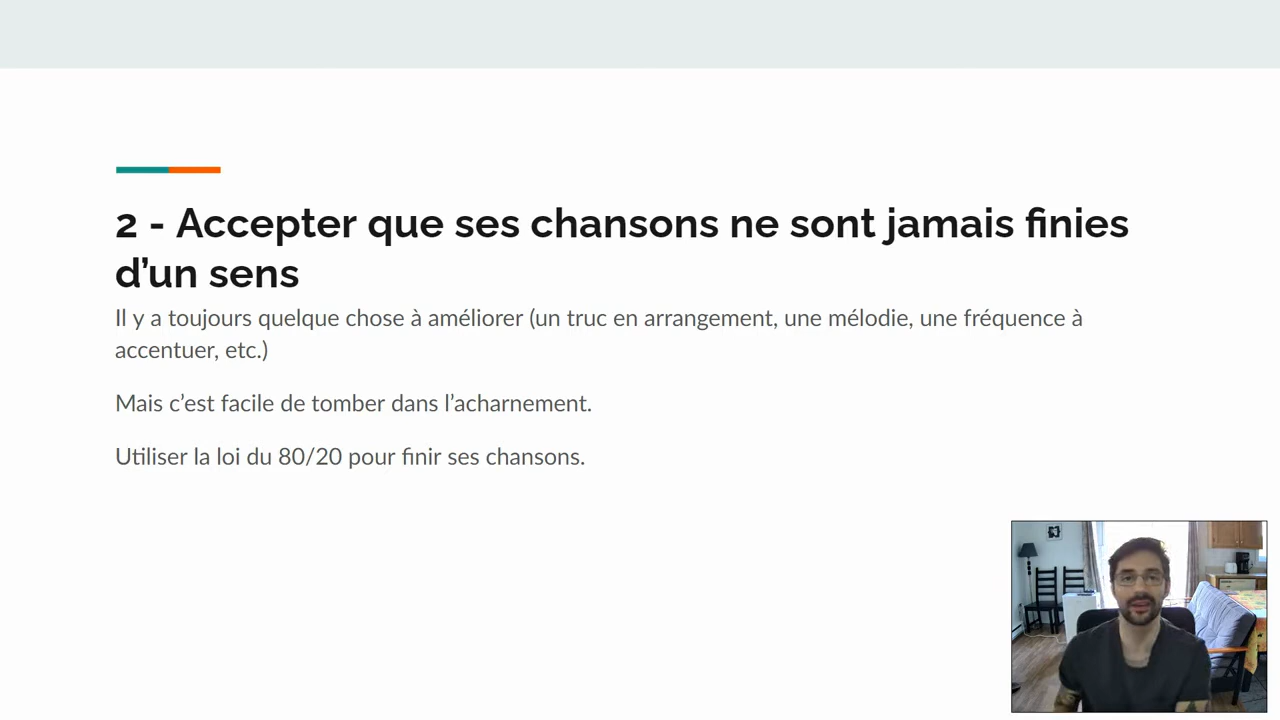 2 - Accepter que ses chansons ne sont jamais finies
d’un sens
Il y a toujours quelque chose à améliorer (un truc en arrangement, une mélodie, une fréquence à
accentuer, etc.)
Mais c’est facile de tomber dans l’acharnement.
Utiliser la loi du 80/20 pour finir ses chansons.